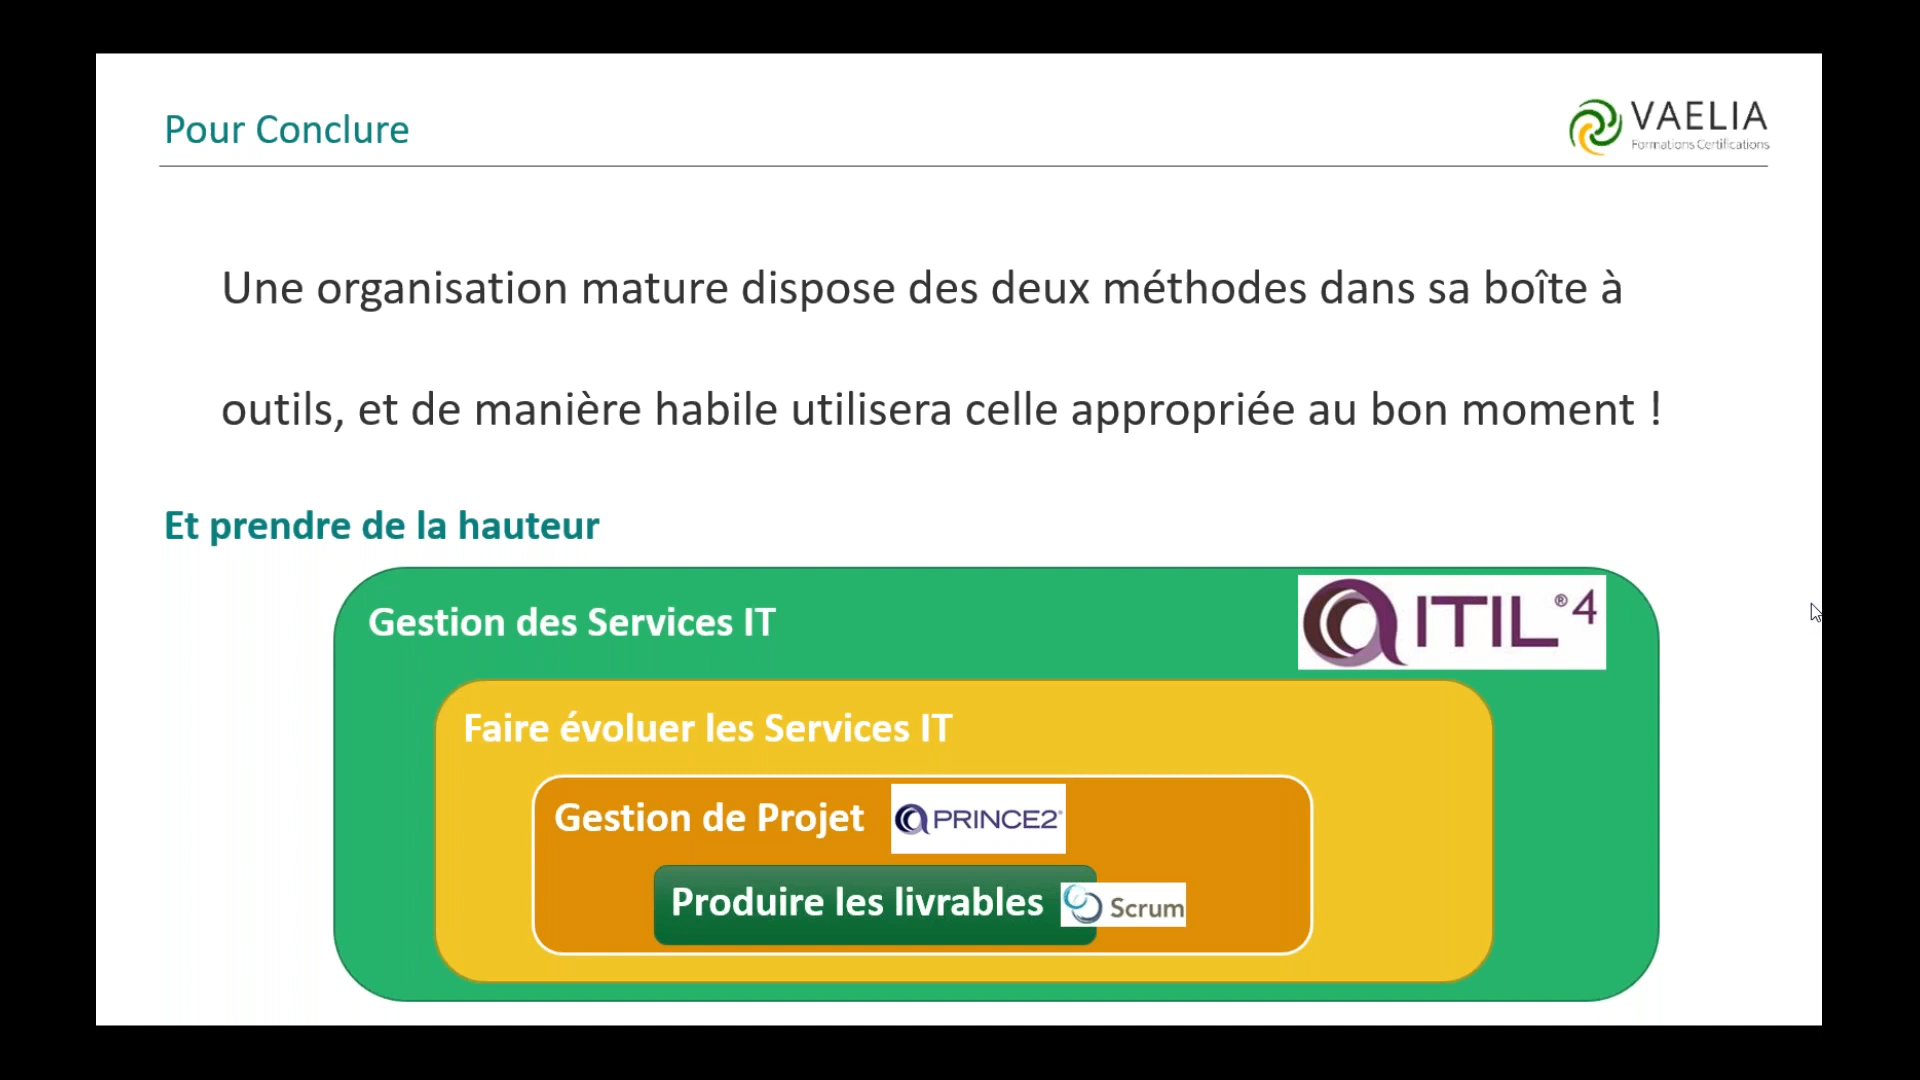 Pour Conclure
VAELIA
Formations Certifications
Une organisation mature dispose des deux méthodes dans sa boîte à
outils, et de manière habile utilisera celle appropriée au bon moment !
Et prendre de la hauteur
Gestion des Services IT
ITIL®4
Faire évoluer les Services IT
Gestion de Projet
PRINCE2®
Produire les livrables
Scrum